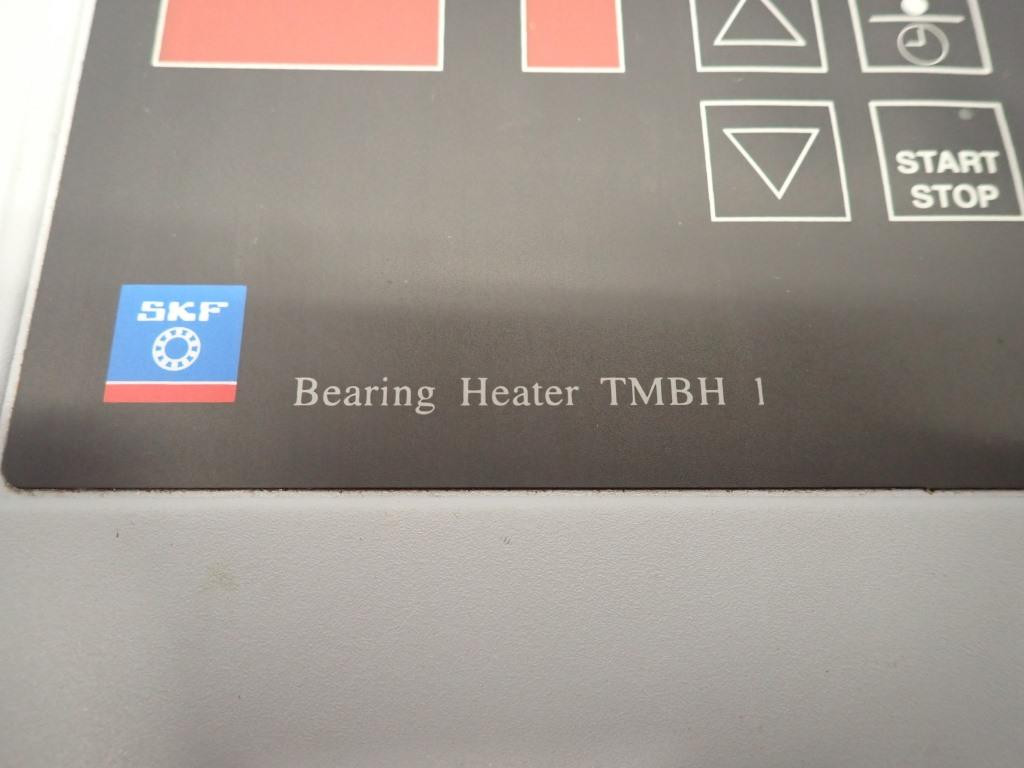 START
STOP
SKF
Bearing Heater TMBH 1